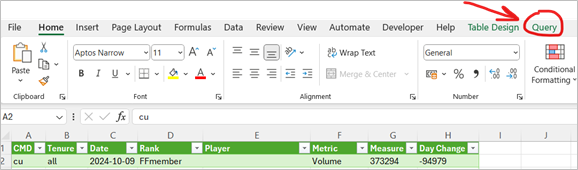 File Home Insert Page Layout Formulas Data Review View Automate Developer Help Table Design Query
Aptos Narrow 11 A^ A˅ ab Wrap Text General
Paste B I U A Merge & Center $ % 9 .00 Conditional
Formatting
Clipboard Font Alignment Number
A2 fx cu
A B C D E F G H I J
1 CMD Tenure Date Rank Player Metric Measure Day Change
2 cu all 2024-10-09 FFmember Volume 373294 -94979